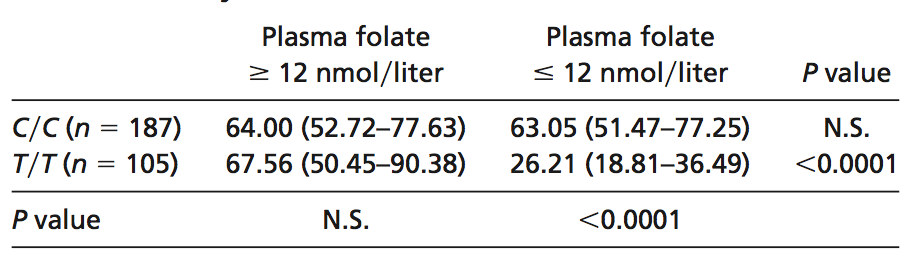 Plasma folate Plasma folate
≥ 12 nmol/liter ≤ 12 nmol/liter P value
C/C (n = 187) 64.00 (52.72–77.63) 63.05 (51.47–77.25) N.S.
T/T (n = 105) 67.56 (50.45–90.38) 26.21 (18.81–36.49) <0.0001
P value N.S. <0.0001